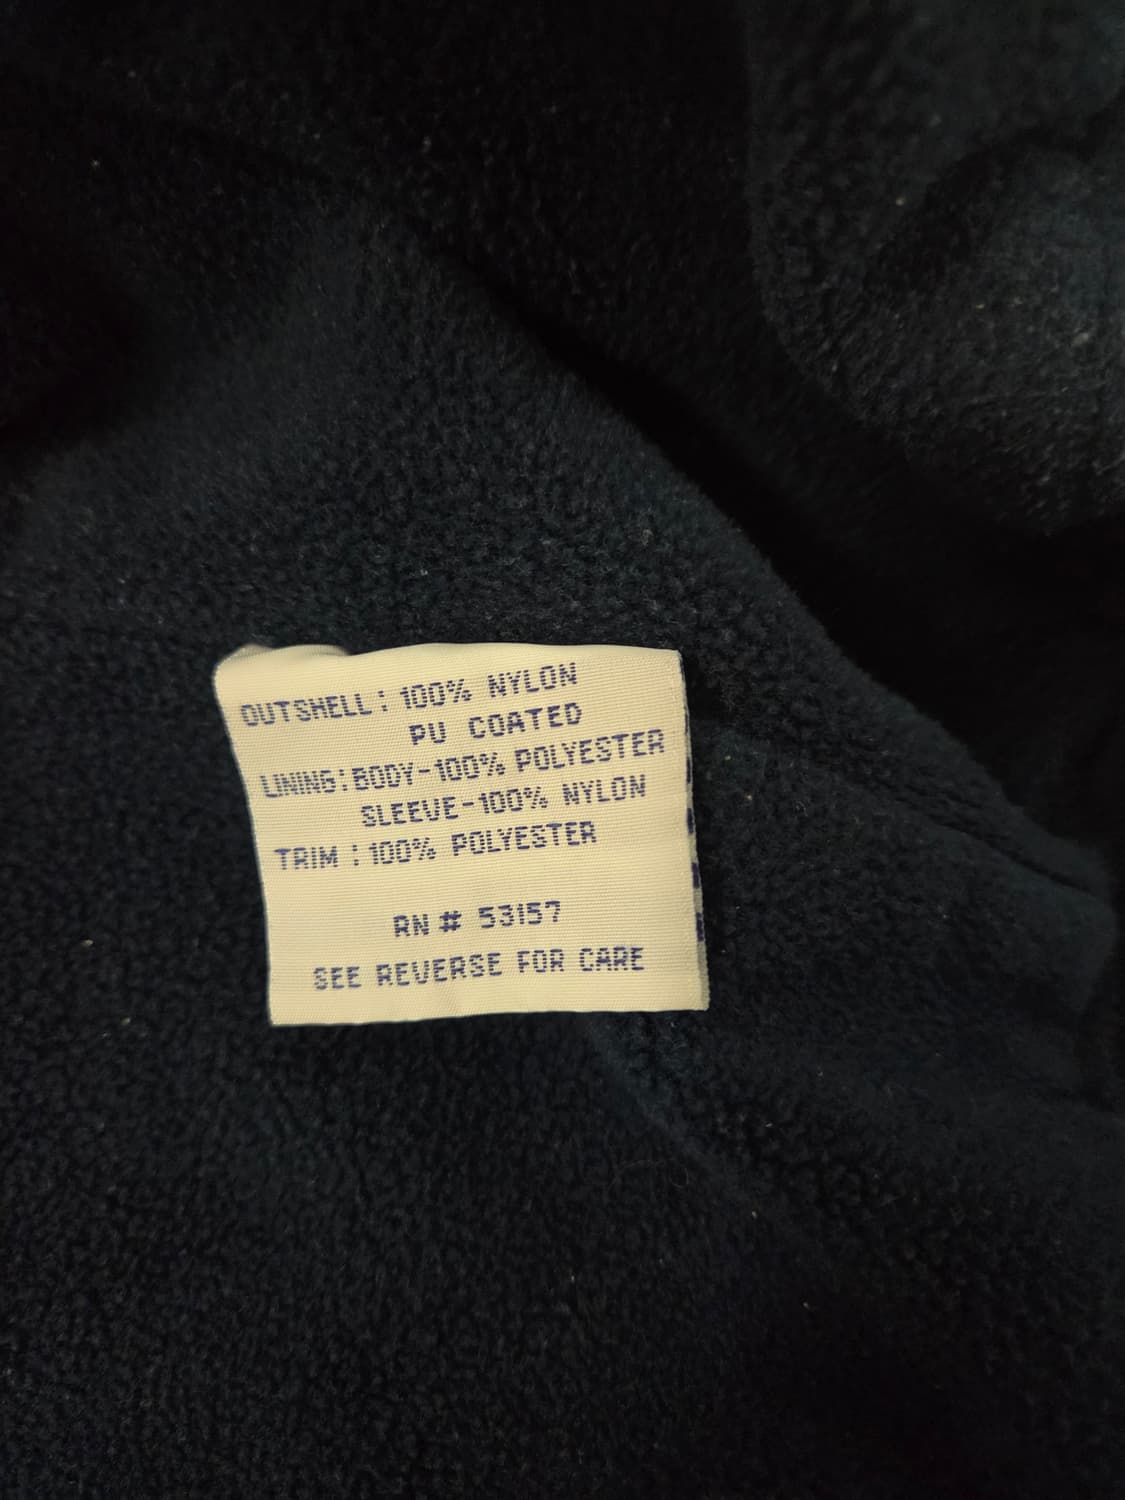 OUTSHELL: 100% NYLON
PU COATED
LINING: BODY-100% POLYESTER
SLEEVE-100% NYLON
TRIM : 100% POLYESTER
RN # 53157
SEE REVERSE FOR CARE